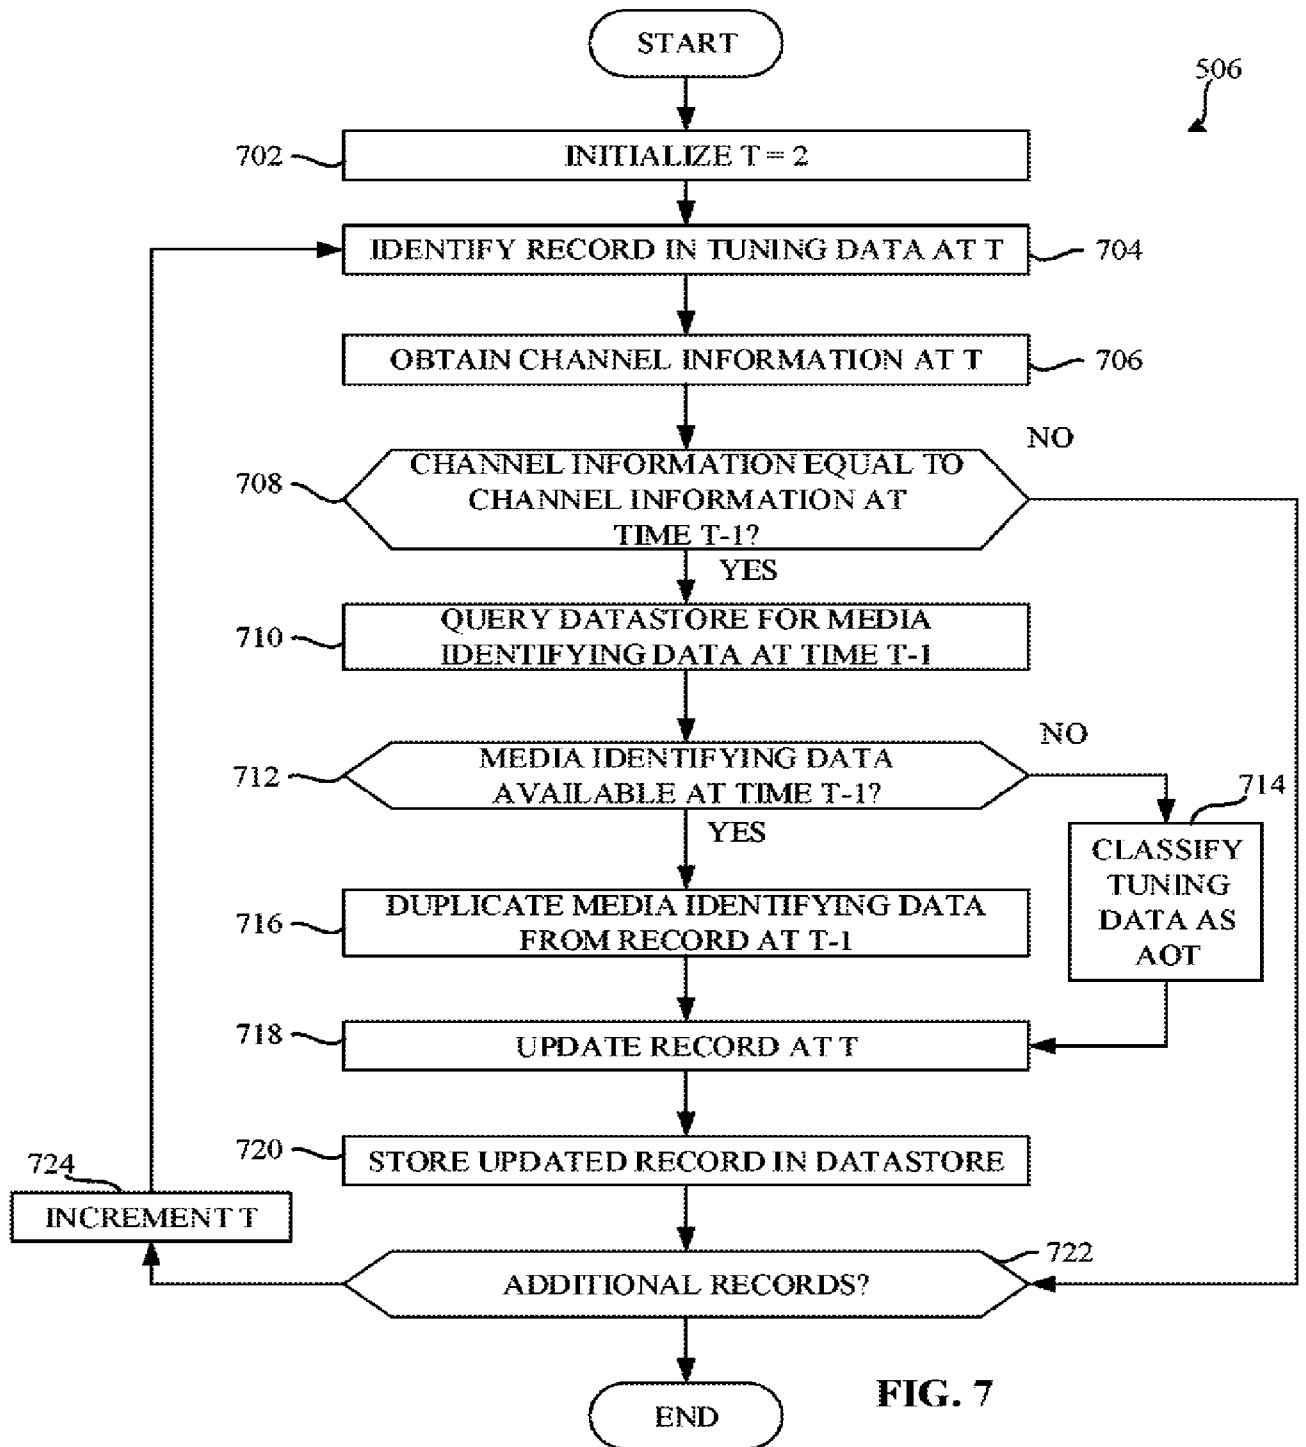 START
506
702
INITIALIZE T = 2
IDENTIFY RECORD IN TUNING DATA AT T
704
OBTAIN CHANNEL INFORMATION AT T
706
NO
708
CHANNEL INFORMATION EQUAL TO
CHANNEL INFORMATION AT
TIME T-1?
YES
710
QUERY DATASTORE FOR MEDIA
IDENTIFYING DATA AT TIME T-1
NO
712
MEDIA IDENTIFYING DATA
AVAILABLE AT TIME T-1?
714
YES
CLASSIFY
TUNING
DATA AS
AOT
716
DUPLICATE MEDIA IDENTIFYING DATA
FROM RECORD AT T-1
718
UPDATE RECORD AT T
720
STORE UPDATED RECORD IN DATASTORE
724
INCREMENT T
722
ADDITIONAL RECORDS?
FIG. 7
END